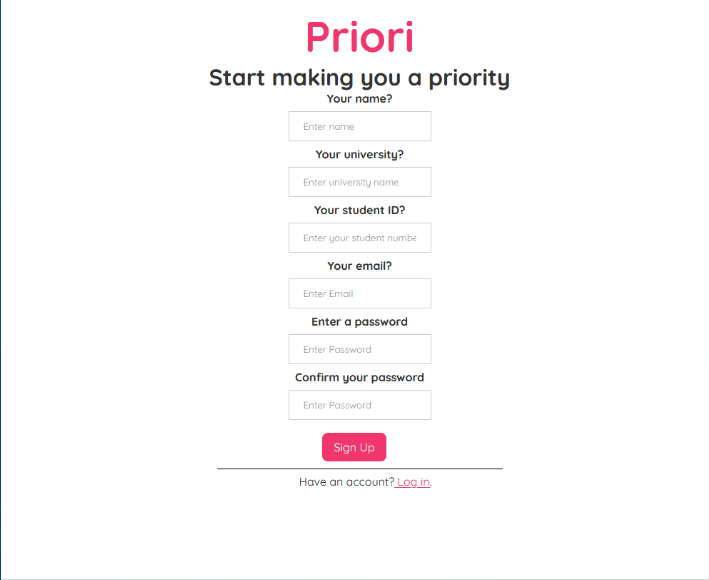 Priori
Start making you a priority
Your name?
Enter name
Your university?
Enter university name
Your student ID?
Enter your student numbe
Your email?
Enter Email
Enter a password
Enter Password
Confirm your password
Enter Password
Sign Up
Have an account? Log in.